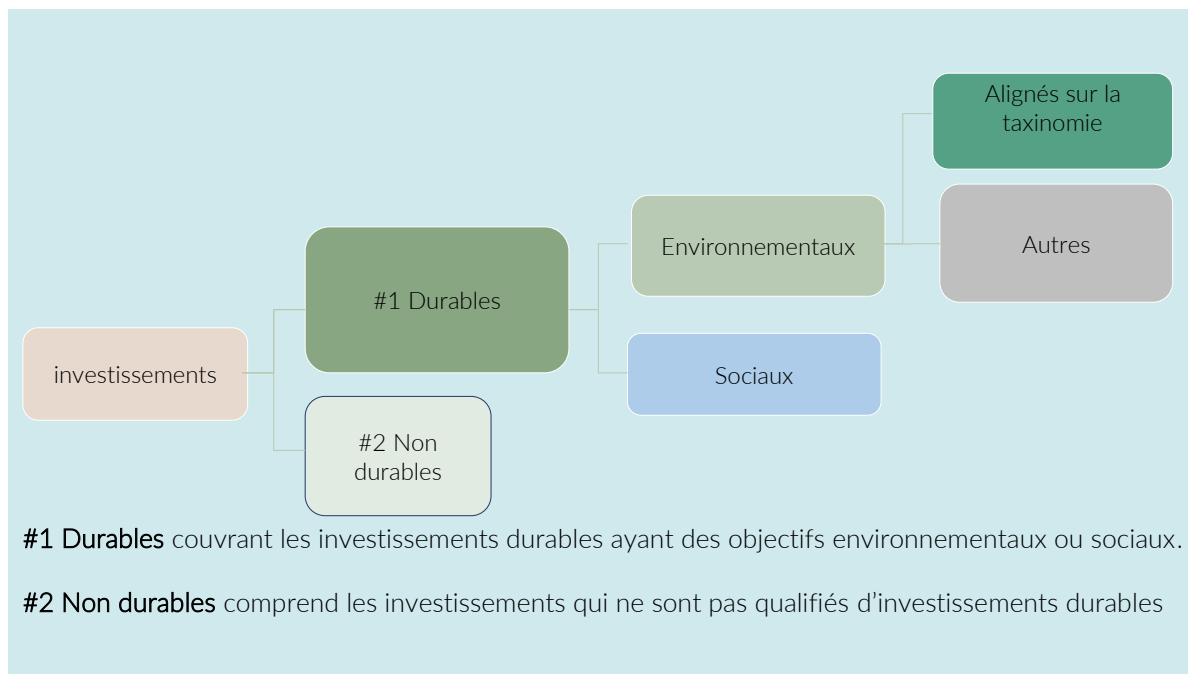 Alignés sur la
taxinomie
Environnementaux
Autres
#1 Durables
investissements
Sociaux
#2 Non
durables
#1 Durables couvrant les investissements durables ayant des objectifs environnementaux ou sociaux.
#2 Non durables comprend les investissements qui ne sont pas qualifiés d’investissements durables